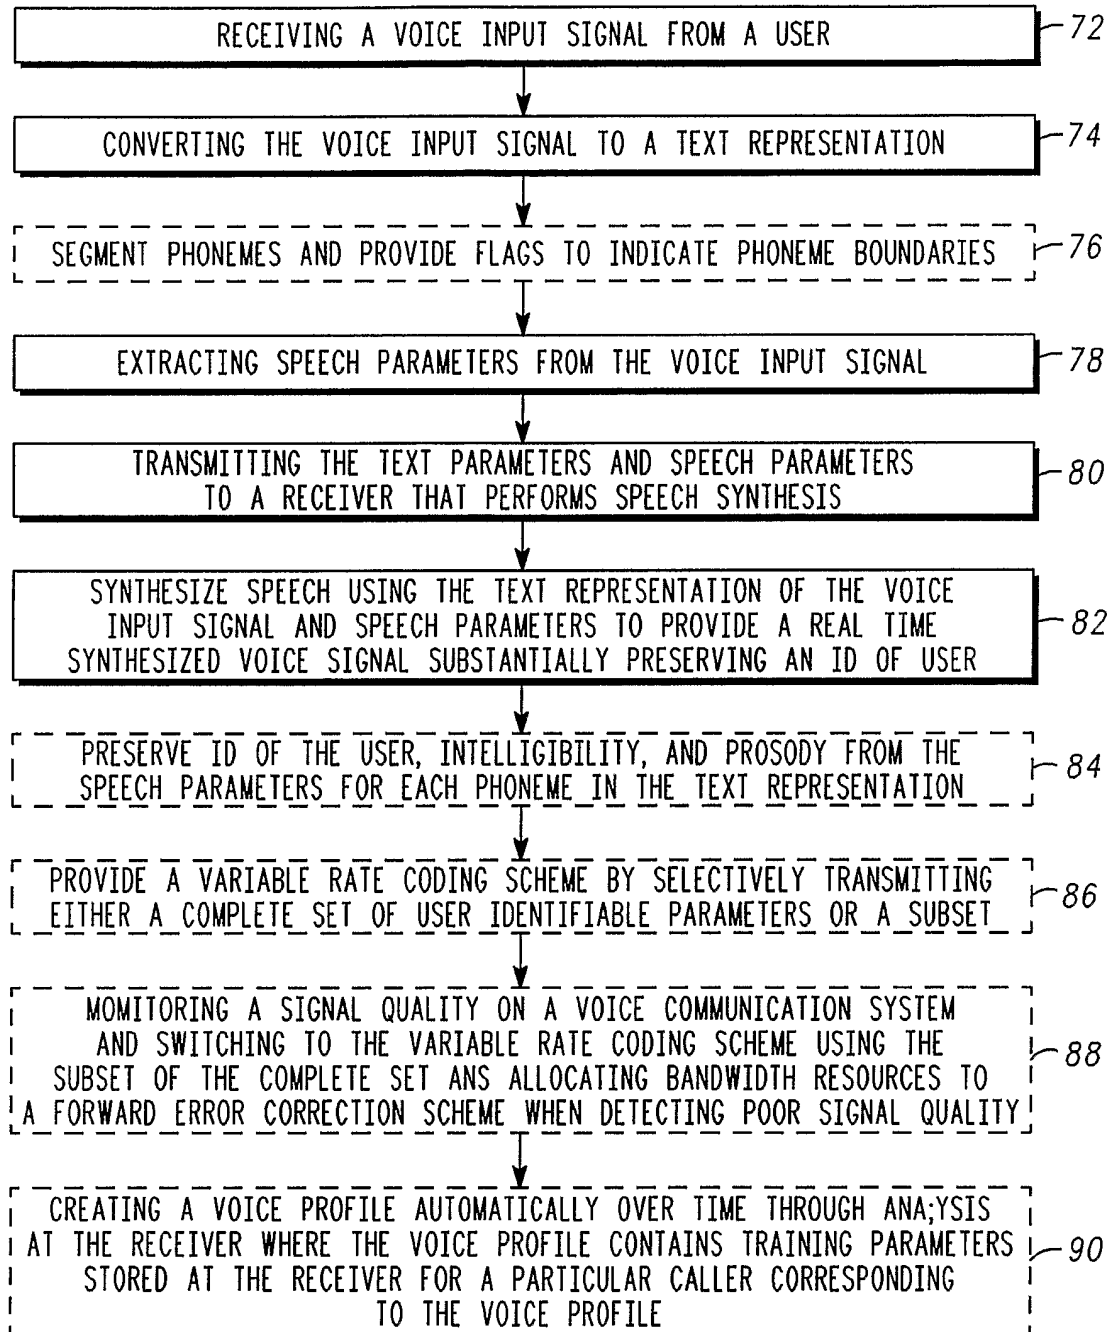 RECEIVING A VOICE INPUT SIGNAL FROM A USER
72
CONVERTING THE VOICE INPUT SIGNAL TO A TEXT REPRESENTATION
74
SEGMENT PHONEMES AND PROVIDE FLAGS TO INDICATE PHONEME BOUNDARIES
76
EXTRACTING SPEECH PARAMETERS FROM THE VOICE INPUT SIGNAL
78
TRANSMITTING THE TEXT PARAMETERS AND SPEECH PARAMETERS
TO A RECEIVER THAT PERFORMS SPEECH SYNTHESIS
80
SYNTHESIZE SPEECH USING THE TEXT REPRESENTATION OF THE VOICE
INPUT SIGNAL AND SPEECH PARAMETERS TO PROVIDE A REAL TIME
SYNTHESIZED VOICE SIGNAL SUBSTANTIALLY PRESERVING AN ID OF USER
82
PRESERVE ID OF THE USER, INTELLIGIBILITY, AND PROSODY FROM THE
SPEECH PARAMETERS FOR EACH PHONEME IN THE TEXT REPRESENTATION
84
PROVIDE A VARIABLE RATE CODING SCHEME BY SELECTIVELY TRANSMITTING
EITHER A COMPLETE SET OF USER IDENTIFIABLE PARAMETERS OR A SUBSET
86
MOMITORING A SIGNAL QUALITY ON A VOICE COMMUNICATION SYSTEM
AND SWITCHING TO THE VARIABLE RATE CODING SCHEME USING THE
SUBSET OF THE COMPLETE SET ANS ALLOCATING BANDWIDTH RESOURCES TO
A FORWARD ERROR CORRECTION SCHEME WHEN DETECTING POOR SIGNAL QUALITY
88
CREATING A VOICE PROFILE AUTOMATICALLY OVER TIME THROUGH ANA;YSIS
AT THE RECEIVER WHERE THE VOICE PROFILE CONTAINS TRAINING PARAMETERS
STORED AT THE RECEIVER FOR A PARTICULAR CALLER CORRESPONDING
TO THE VOICE PROFILE
90